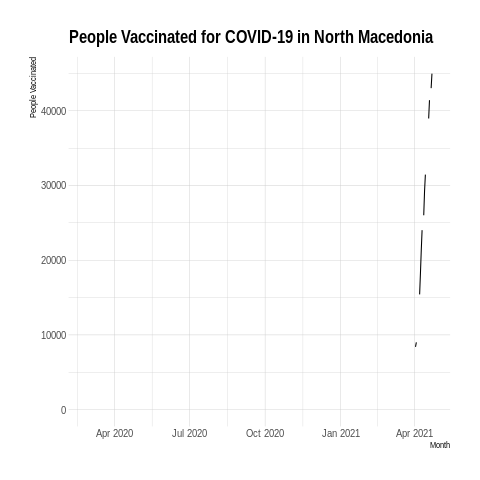 People Vaccinated for COVID-19 in North Macedonia
People Vaccinated
40000
30000
20000
10000
0
Apr 2020 Jul 2020 Oct 2020 Jan 2021 Apr 2021
Month